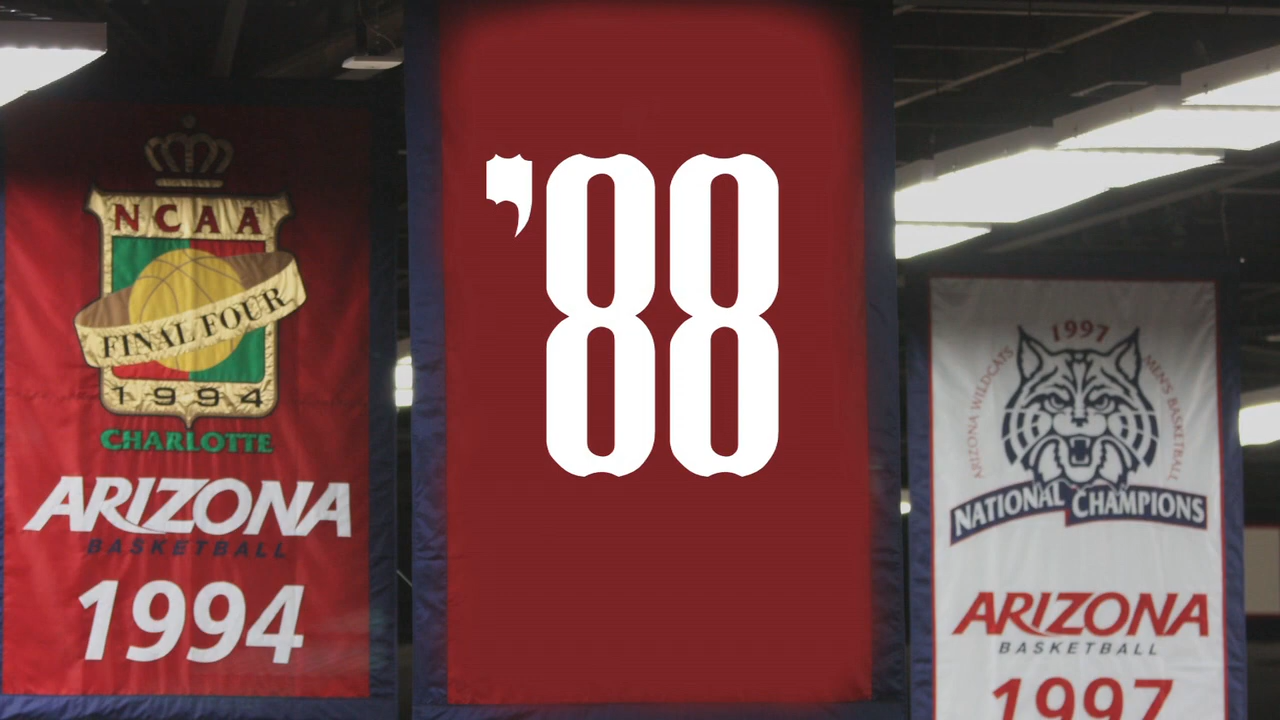 NCAA
FINAL FOUR
1994
CHARLOTTE
ARIZONA
BASKETBALL
1994
’88
1997
ARIZONA WILDCATS
MEN'S BASKETBALL
NATIONAL CHAMPIONS
ARIZONA
BASKETBALL
1997